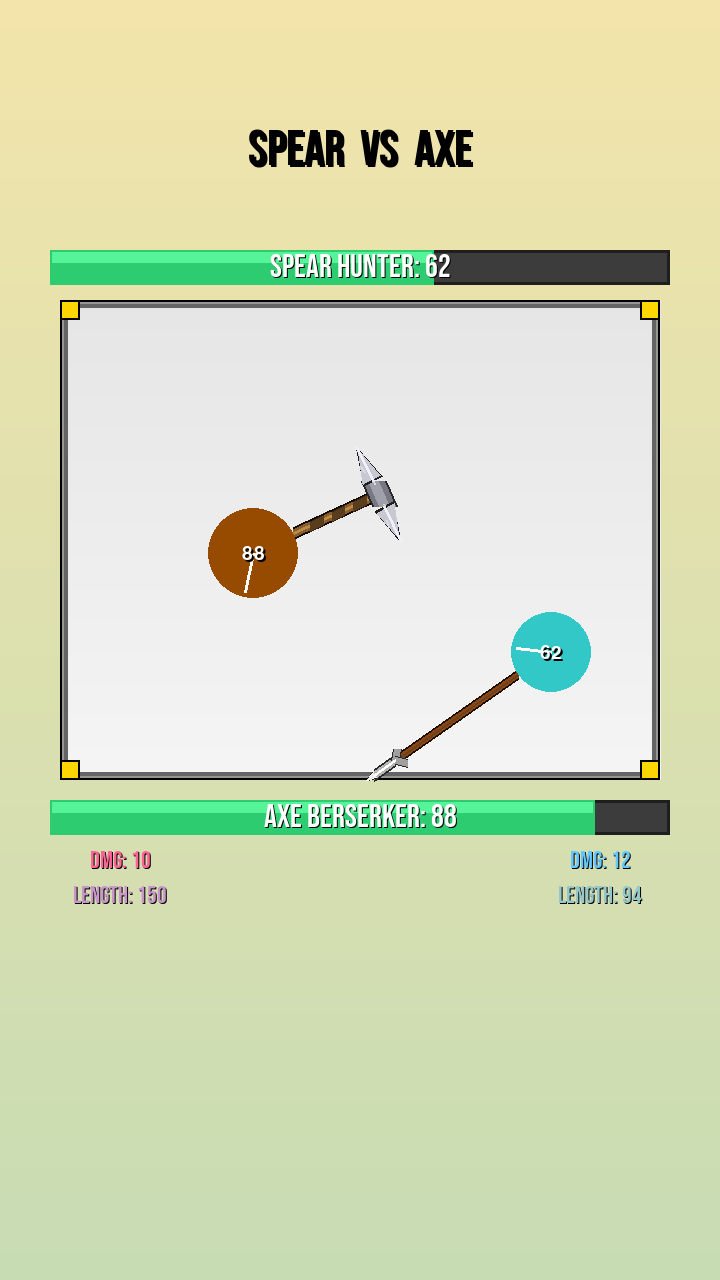 SPEAR VS AXE
SPEAR HUNTER: 62
88
62
AXE BERSERKER: 88
DMG: 10
DMG: 12
LENGTH: 150
LENGTH: 94